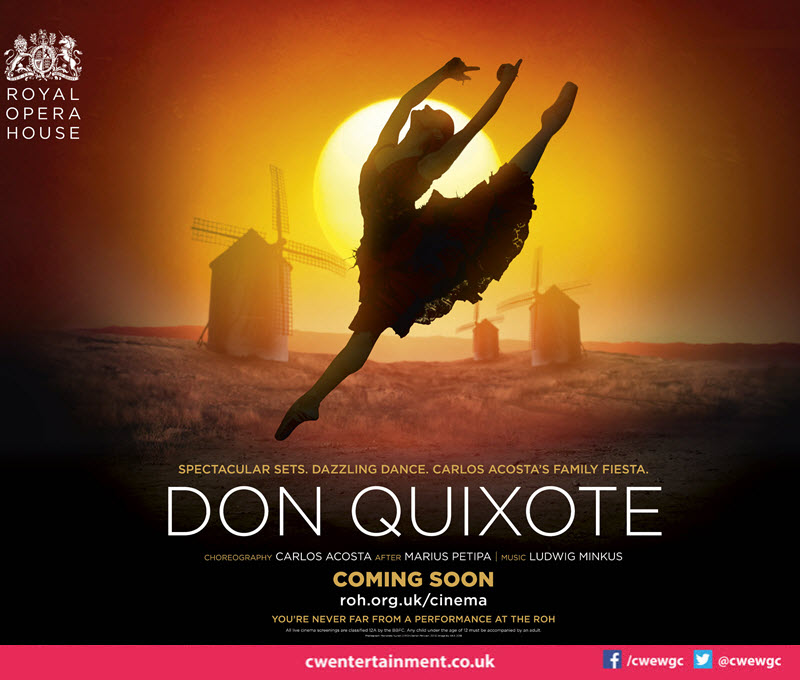 ROYAL
OPERA
HOUSE
SPECTACULAR SETS. DAZZLING DANCE. CARLOS ACOSTA'S FAMILY FIESTA.
DON QUIXOTE
CHOREOGRAPHY CARLOS ACOSTA AFTER MARIUS PETIPA | MUSIC LUDWIG MINKUS
COMING SOON
roh.org.uk/cinema
YOU'RE NEVER FAR FROM A PERFORMANCE AT THE ROH
All live cinema screenings are classified 12A by the BBFC. Any child under the age of 12 must be accompanied by an adult.
cwentertainment.co.uk
/cwewgc
@cwewgc